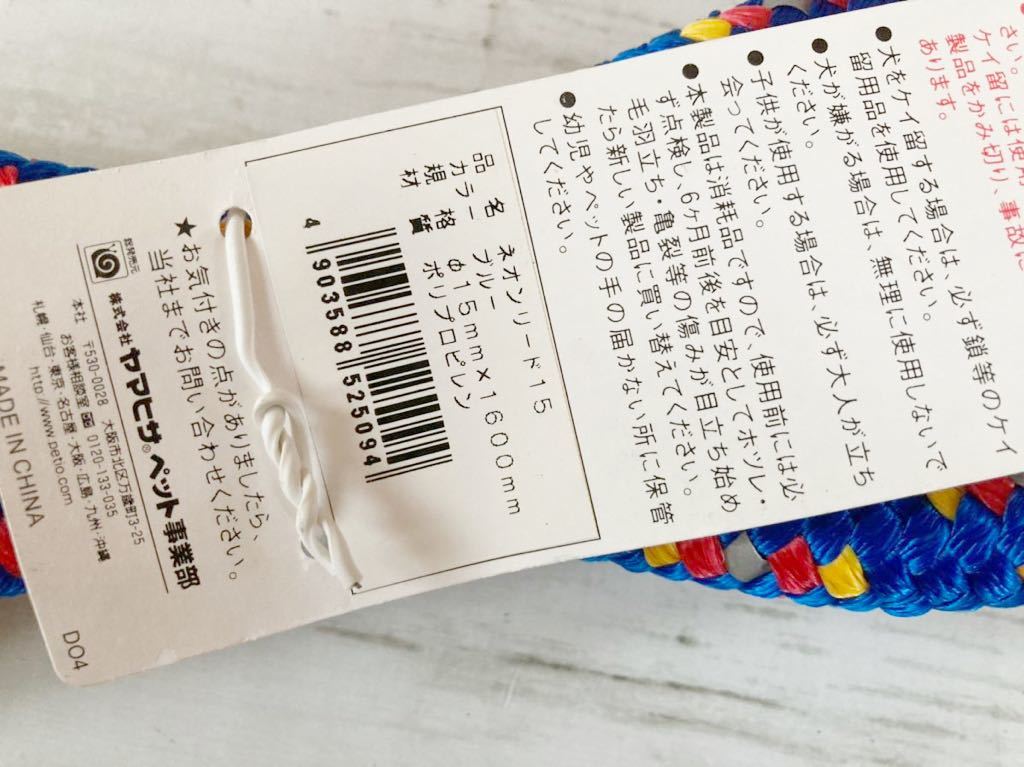 さい。
ケイ留には使用
製品をかみ切り、事故に
あります。
●犬をケイ留する場合は、必ず鎖等のケイ
留用品を使用してください。
●犬が嫌がる場合は、無理に使用しないで
ください。
●子供が使用する場合は、必ず大人が立ち
会ってください。
●本製品は消耗品ですので、使用前には必
ず点検し、6ヶ月前後を目安としてホツレ・
毛羽立ち・亀裂等の傷みが目立ち始め
たら新しい製品に買い替えてください。
●幼児やペットの手の届かない所に保管
してください。
品名 ネオンリード15
カラー ブルー
規格 φ15mm×1600mm
材質 ポリプロピレン
4 903588 525094
★お気付きの点がありましたら、
当社までお問い合わせください。
総発売元
株式会社ヤマヒサ®ペット事業部
本社 〒530-0028 大阪市北区万歳町3-25
お客様相談室 0120-133-035
札幌・仙台・東京・名古屋・大阪・広島・九州・沖縄
http://www.petio.com
MADE IN CHINA
D04